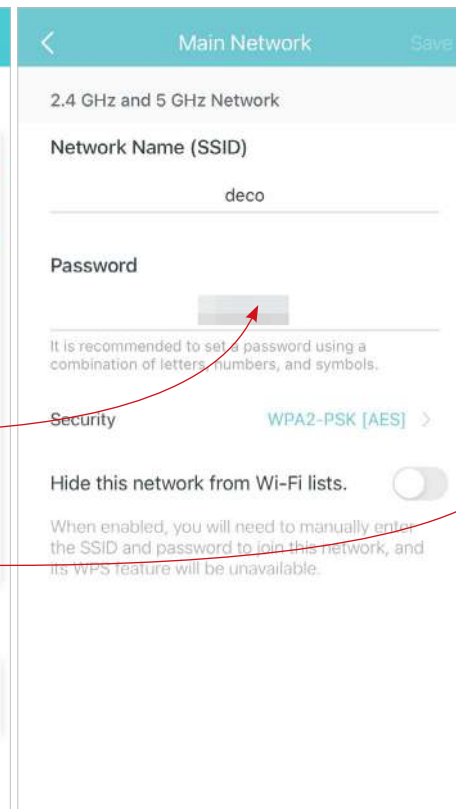 Main Network Save
2.4 GHz and 5 GHz Network
Network Name (SSID)
deco
Password
It is recommended to set a password using a
combination of letters, numbers, and symbols.
Security WPA2-PSK [AES]
Hide this network from Wi-Fi lists.
When enabled, you will need to manually enter
the SSID and password to join this network, and
its WPS feature will be unavailable.